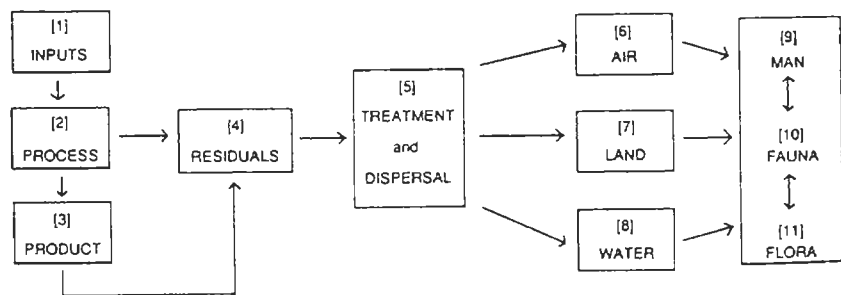 [1]
INPUTS
[2]
PROCESS
[3]
PRODUCT
[4]
RESIDUALS
[5]
TREATMENT
and
DISPERSAL
[6]
AIR
[7]
LAND
[8]
WATER
[9]
MAN
[10]
FAUNA
[11]
FLORA